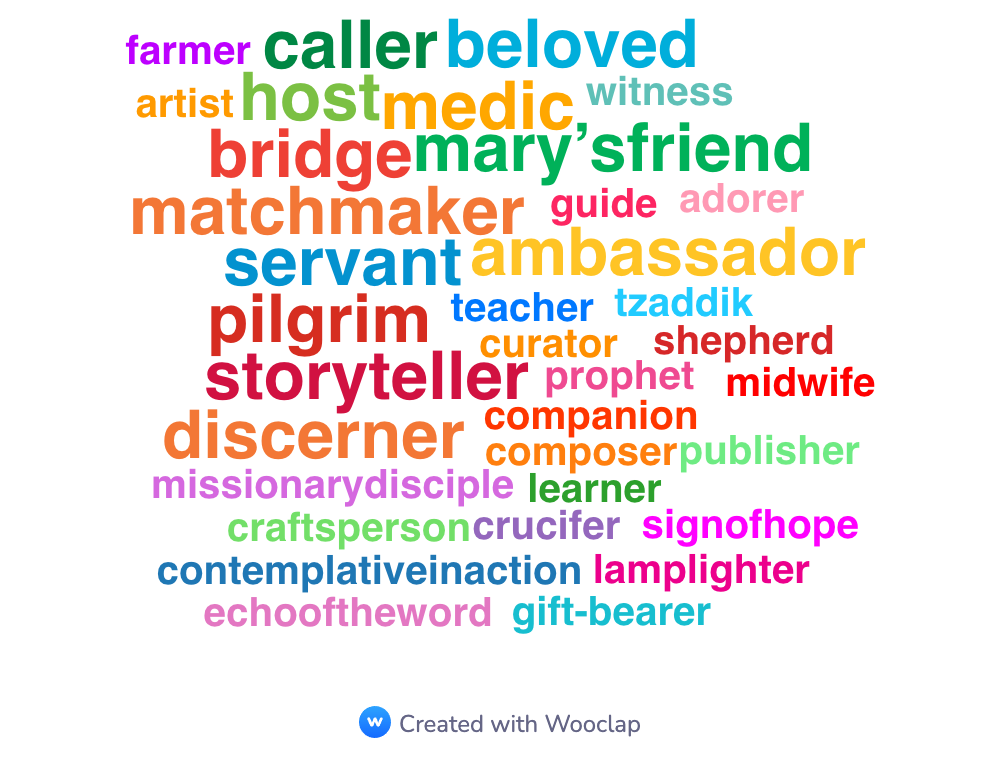 farmer caller beloved
artist host medic witness
bridge mary’sfriend
matchmaker guide adorer
servant ambassador
pilgrim teacher tzaddik
curator shepherd
storyteller prophet midwife
discerner companion
composer publisher
missionarydisciple learner
craftsperson crucifer signofhope
contemplativeinaction lamplighter
echooftheword gift-bearer
w Created with Wooclap